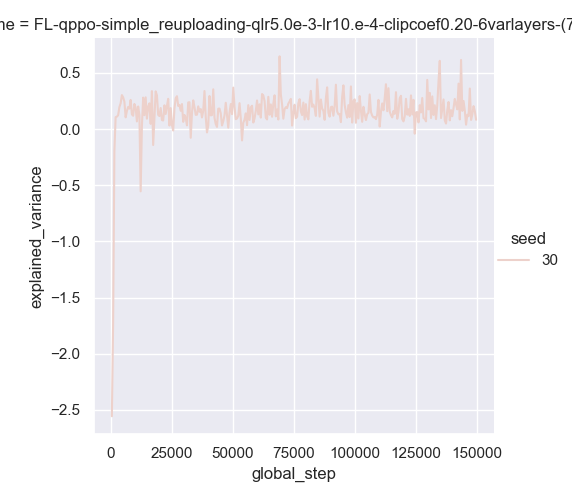 ne = FL-qppo-simple_reuploading-qlr5.0e-3-lr10.e-4-clipcoef0.20-6varlayers-(7
0.5
0.0
−0.5
−1.0
−1.5
−2.0
−2.5
explained_variance
0 25000 50000 75000 100000 125000 150000
global_step
seed
30